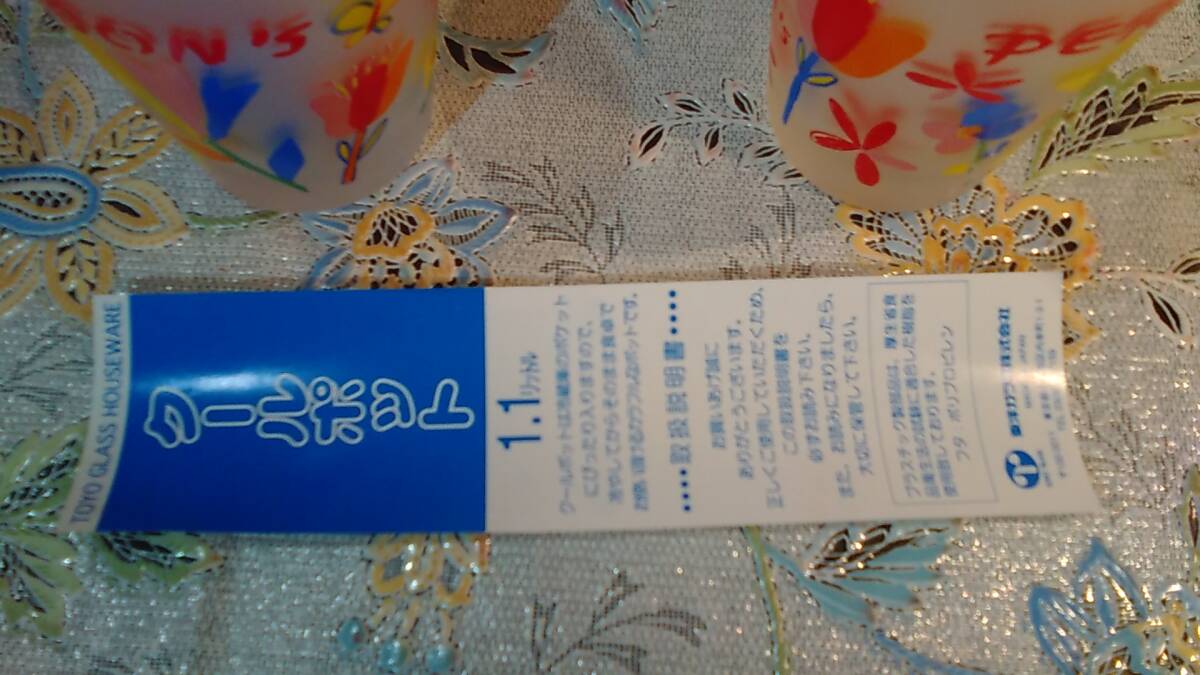 SON'S
PE
TOYO GLASS HOUSEWARE
クールポット
1.1リットル
クールポットは冷蔵庫のポケット
にぴったり入りますので、
冷やしてからそのまま食卓で
お使い頂けるカラフルなポットです。
••••取扱説明書••••
お買いあげ誠に
ありがとうございます。
正しくご使用していただくため、
この取扱説明書を
必ずお読み下さい。
また、お読みになりましたら、
大切に保管して下さい。
プラスチック製部品は、厚生省食
品衛生法の試験に適合した樹脂を
使用致しております。
フタ ポリプロピレン
東洋ガラス株式会社